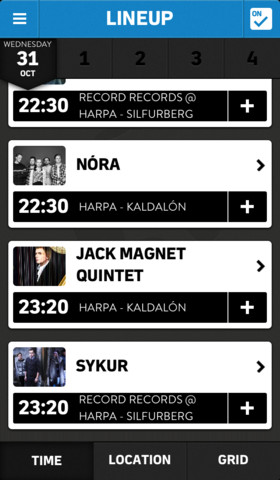 LINEUP
ON
WEDNESDAY
31
OCT
1
2
3
4
22:30
RECORD RECORDS @
HARPA - SILFURBERG
+
NÓRA
22:30
HARPA - KALDALÓN
+
JACK MAGNET
QUINTET
23:20
HARPA - KALDALÓN
+
SYKUR
23:20
RECORD RECORDS @
HARPA - SILFURBERG
+
TIME
LOCATION
GRID